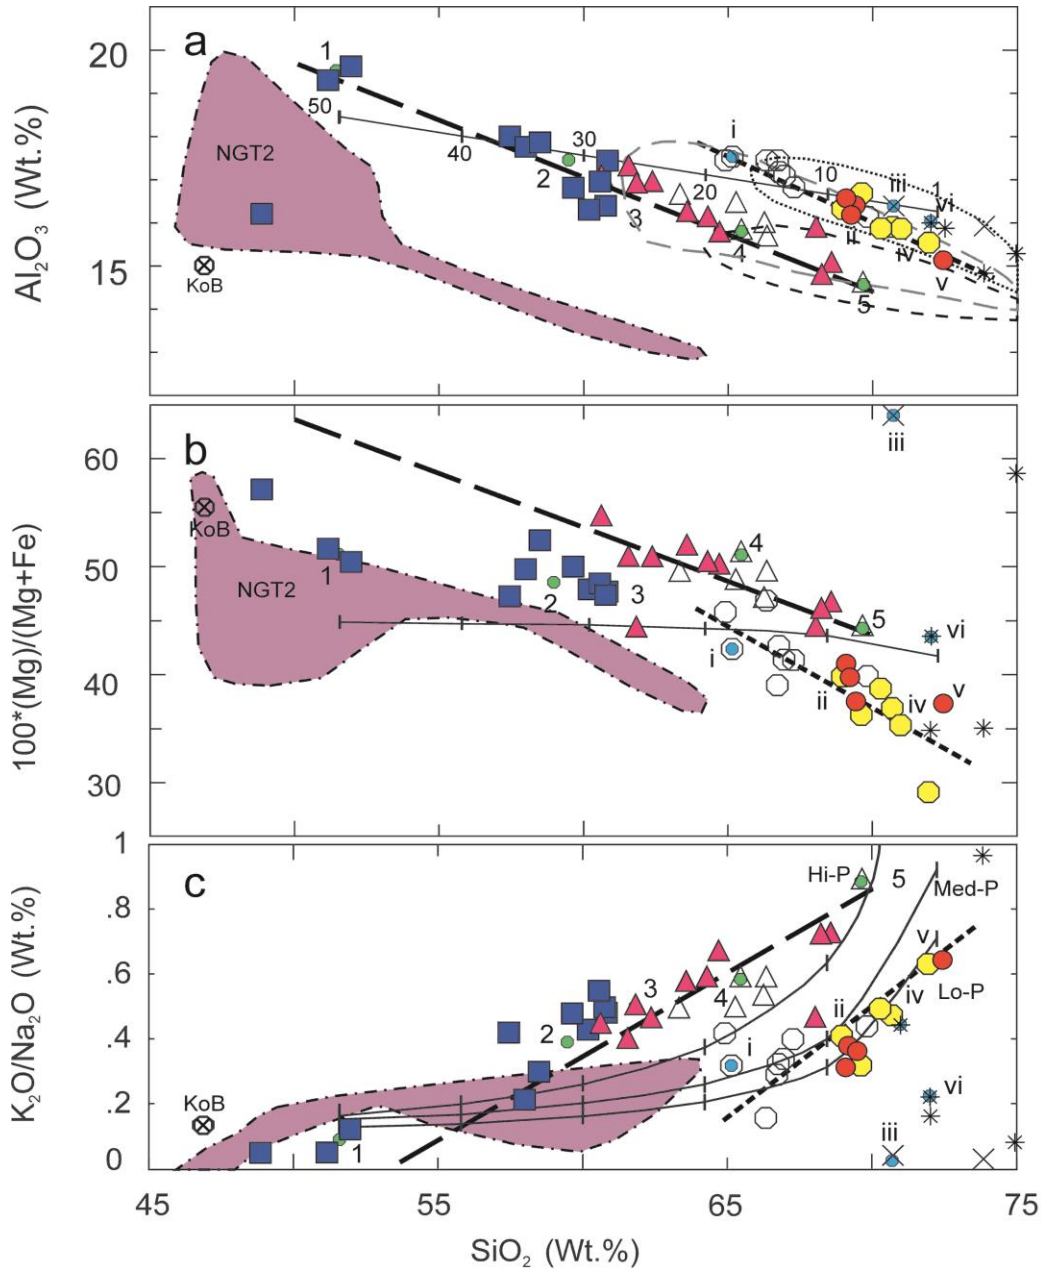 a
20
15
Al₂O₃ (Wt.%)
1
50
40
30
2
3
20
10
i
iii
1
vi
ii
iv
v
4
5
NGT2
KoB
b
60
50
40
30
100*(Mg)/(Mg+Fe)
iii
KoB
NGT2
1
2
3
4
5
vi
i
ii
iv
v
c
1
.8
.6
.4
.2
0
K₂O/Na₂O (Wt.%)
Hi-P
5
Med-P
v
Lo-P
3
4
iv
ii
2
i
KoB
vi
iii
1
45
55
65
75
SiO₂ (Wt.%)